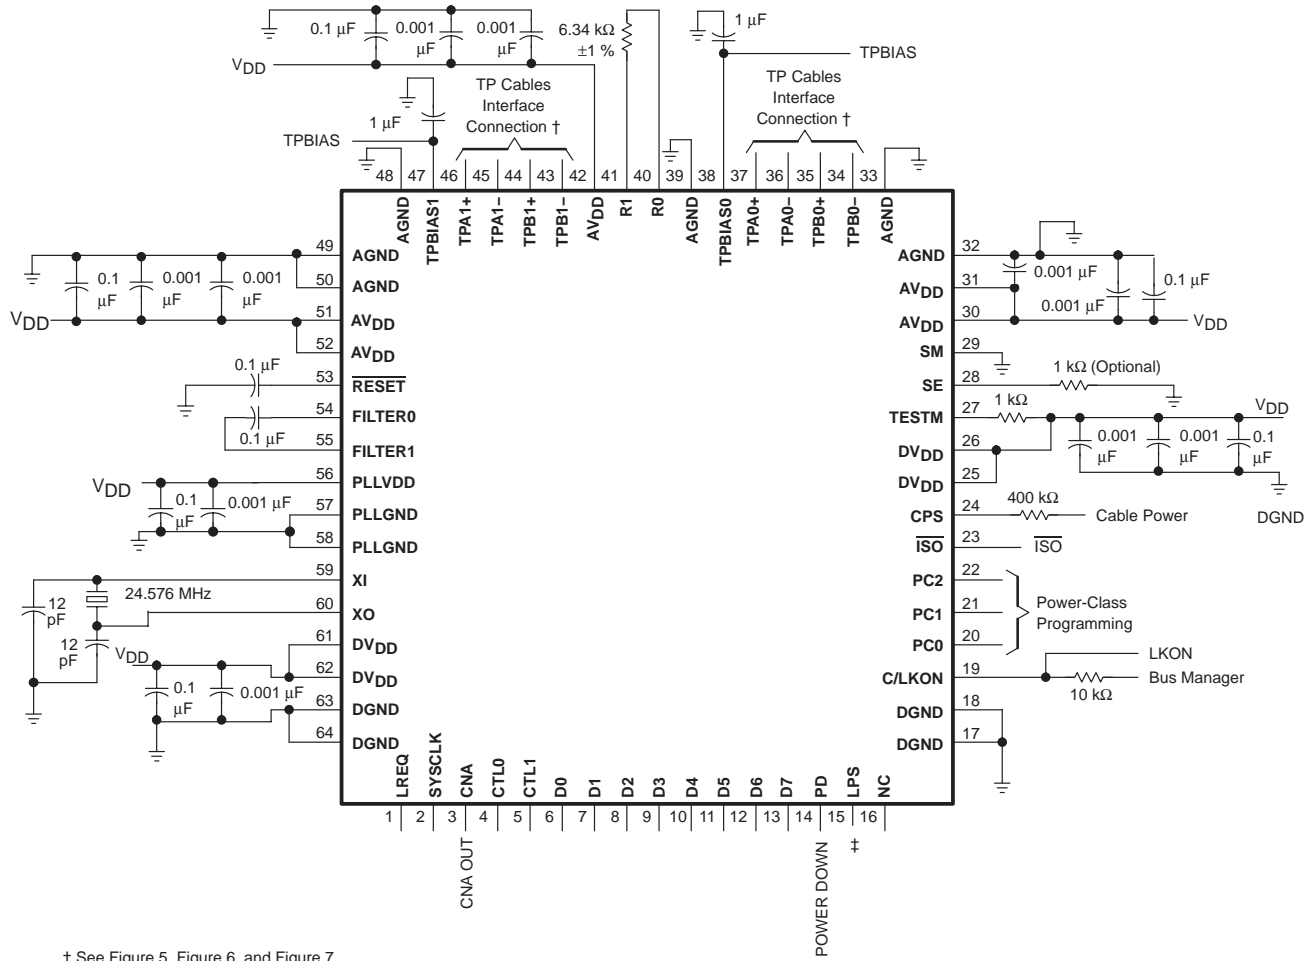 0.1 µF
0.001
µF
0.001
µF
6.34 kΩ
±1 %
1 µF
VDD
TPBIAS
1 µF
TPBIAS
TP Cables
Interface
Connection †
TP Cables
Interface
Connection †
48 47 46 45 44 43 42 41 40 39 38 37 36 35 34 33
AGND
TPBIAS1
TPA1+
TPA1−
TPB1+
TPB1−
AVDD
R1
R0
AGND
TPBIAS0
TPA0+
TPA0−
TPB0+
TPB0−
AGND
49 AGND
50 AGND
51 AVDD
52 AVDD
53 RESET
54 FILTER0
55 FILTER1
56 PLLVDD
57 PLLGND
58 PLLGND
59 XI
60 XO
61 DVDD
62 DVDD
63 DGND
64 DGND
0.1
µF
0.001
µF
0.001
µF
VDD
0.1 µF
0.1 µF
VDD
0.1
µF
0.001 µF
24.576 MHz
12
pF
12
pF
VDD
0.1
µF
0.001 µF
AGND 32
AVDD 31
AVDD 30
SM 29
SE 28
TESTM 27
DVDD 26
DVDD 25
CPS 24
ISO 23
PC2 22
PC1 21
PC0 20
C/LKON 19
DGND 18
DGND 17
0.001 µF
0.001 µF
0.1 µF
VDD
1 kΩ (Optional)
1 kΩ
VDD
0.001
µF
0.001
µF
0.1
µF
DGND
400 kΩ
Cable Power
ISO
Power-Class
Programming
LKON
10 kΩ
Bus Manager
LREQ
SYSCLK
CNA
CTL0
CTL1
D0
D1
D2
D3
D4
D5
D6
D7
PD
LPS
NC
1 2 3 4 5 6 7 8 9 10 11 12 13 14 15 16
CNA OUT
POWER DOWN
‡
† See Figure 5, Figure 6, and Figure 7